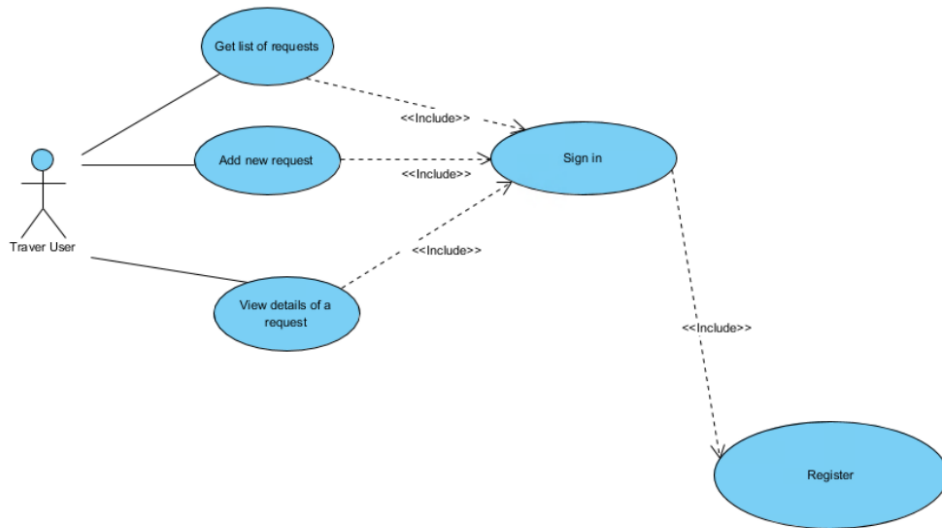 Get list of requests
<<Include>>
Add new request
Sign in
<<Include>>
Traver User
<<Include>>
View details of a
request
<<Include>>
Register